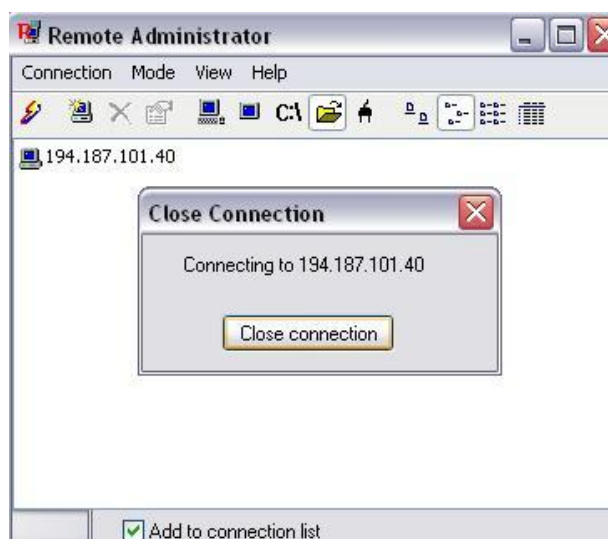 Remote Administrator
Connection Mode View Help
C:\
194.187.101.40
Close Connection
Connecting to 194.187.101.40
Close connection
Add to connection list